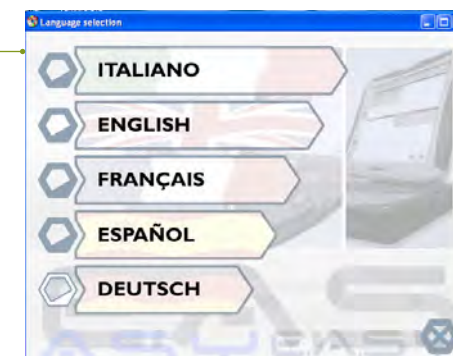 Language selection
ITALIANO
ENGLISH
FRANÇAIS
ESPAÑOL
DEUTSCH